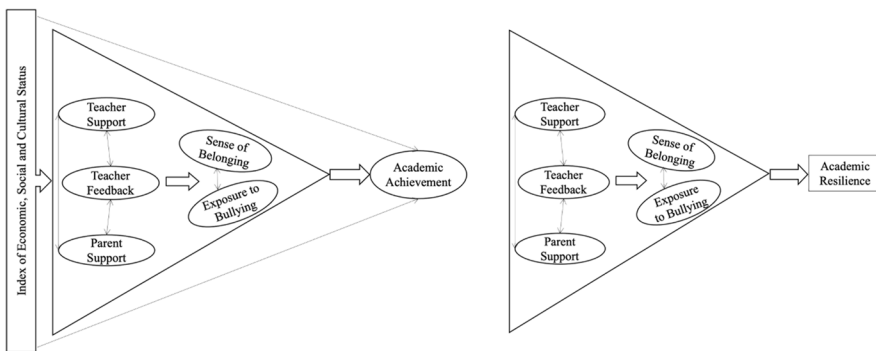 Index of Economic, Social and Cultural Status
Teacher
Support
Teacher
Feedback
Parent
Support
Sense of
Belonging
Exposure to
Bullying
Academic
Achievement
Teacher
Support
Teacher
Feedback
Parent
Support
Sense of
Belonging
Exposure
to Bullying
Academic
Resilience